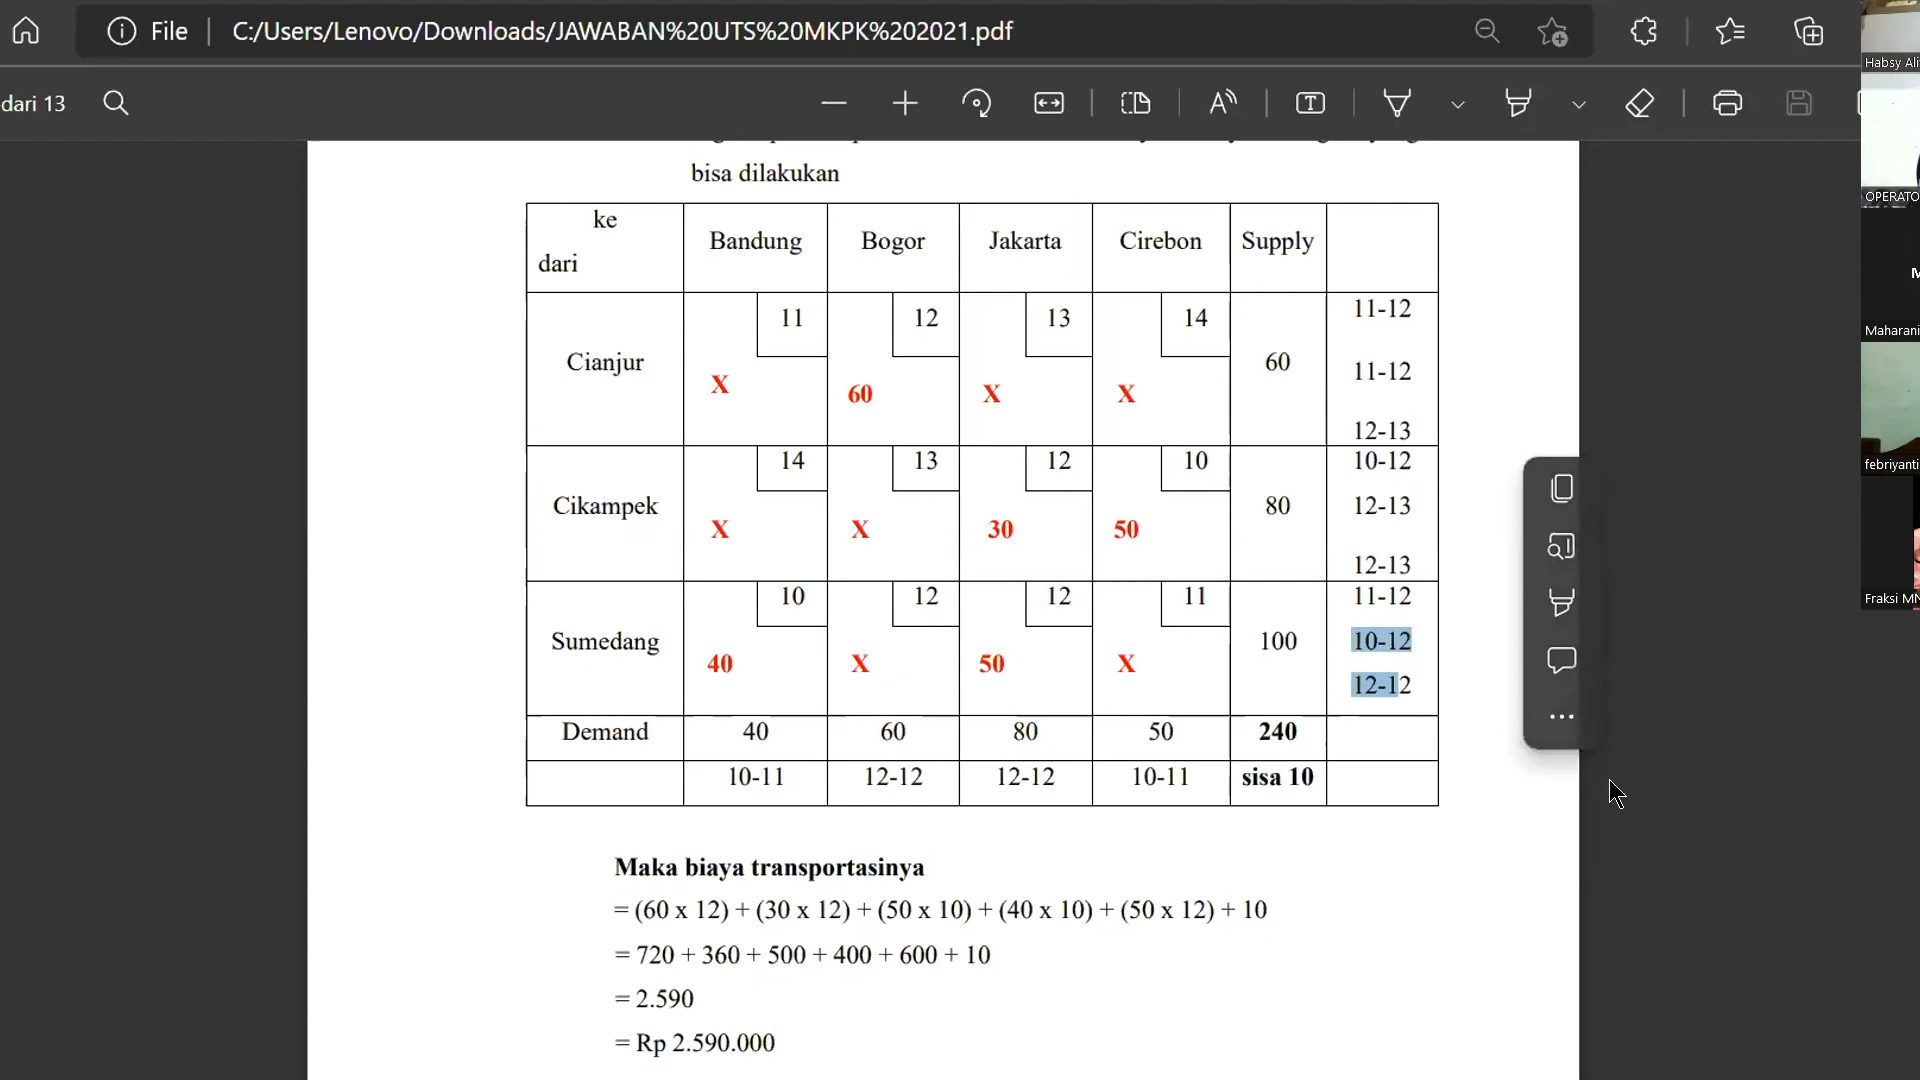 File C:/Users/Lenovo/Downloads/JAWABAN%20UTS%20MKPK%202021.pdf
dari 13
bisa dilakukan
ke
dari Bandung Bogor Jakarta Cirebon Supply
11 12 13 14 11-12
Cianjur 60 11-12
X 60 X X
12-13
14 13 12 10 10-12
Cikampek 80 12-13
X X 30 50
12-13
10 12 12 11 11-12
Sumedang 100 10-12
40 X 50 X 12-12
Demand 40 60 80 50 240
10-11 12-12 12-12 10-11 sisa 10
Maka biaya transportasinya
= (60 x 12) + (30 x 12) + (50 x 10) + (40 x 10) + (50 x 12) + 10
= 720 + 360 + 500 + 400 + 600 + 10
= 2.590
= Rp 2.590.000
Habsy Ali
OPERATO
M
Maharani
febriyanti
Fraksi MN